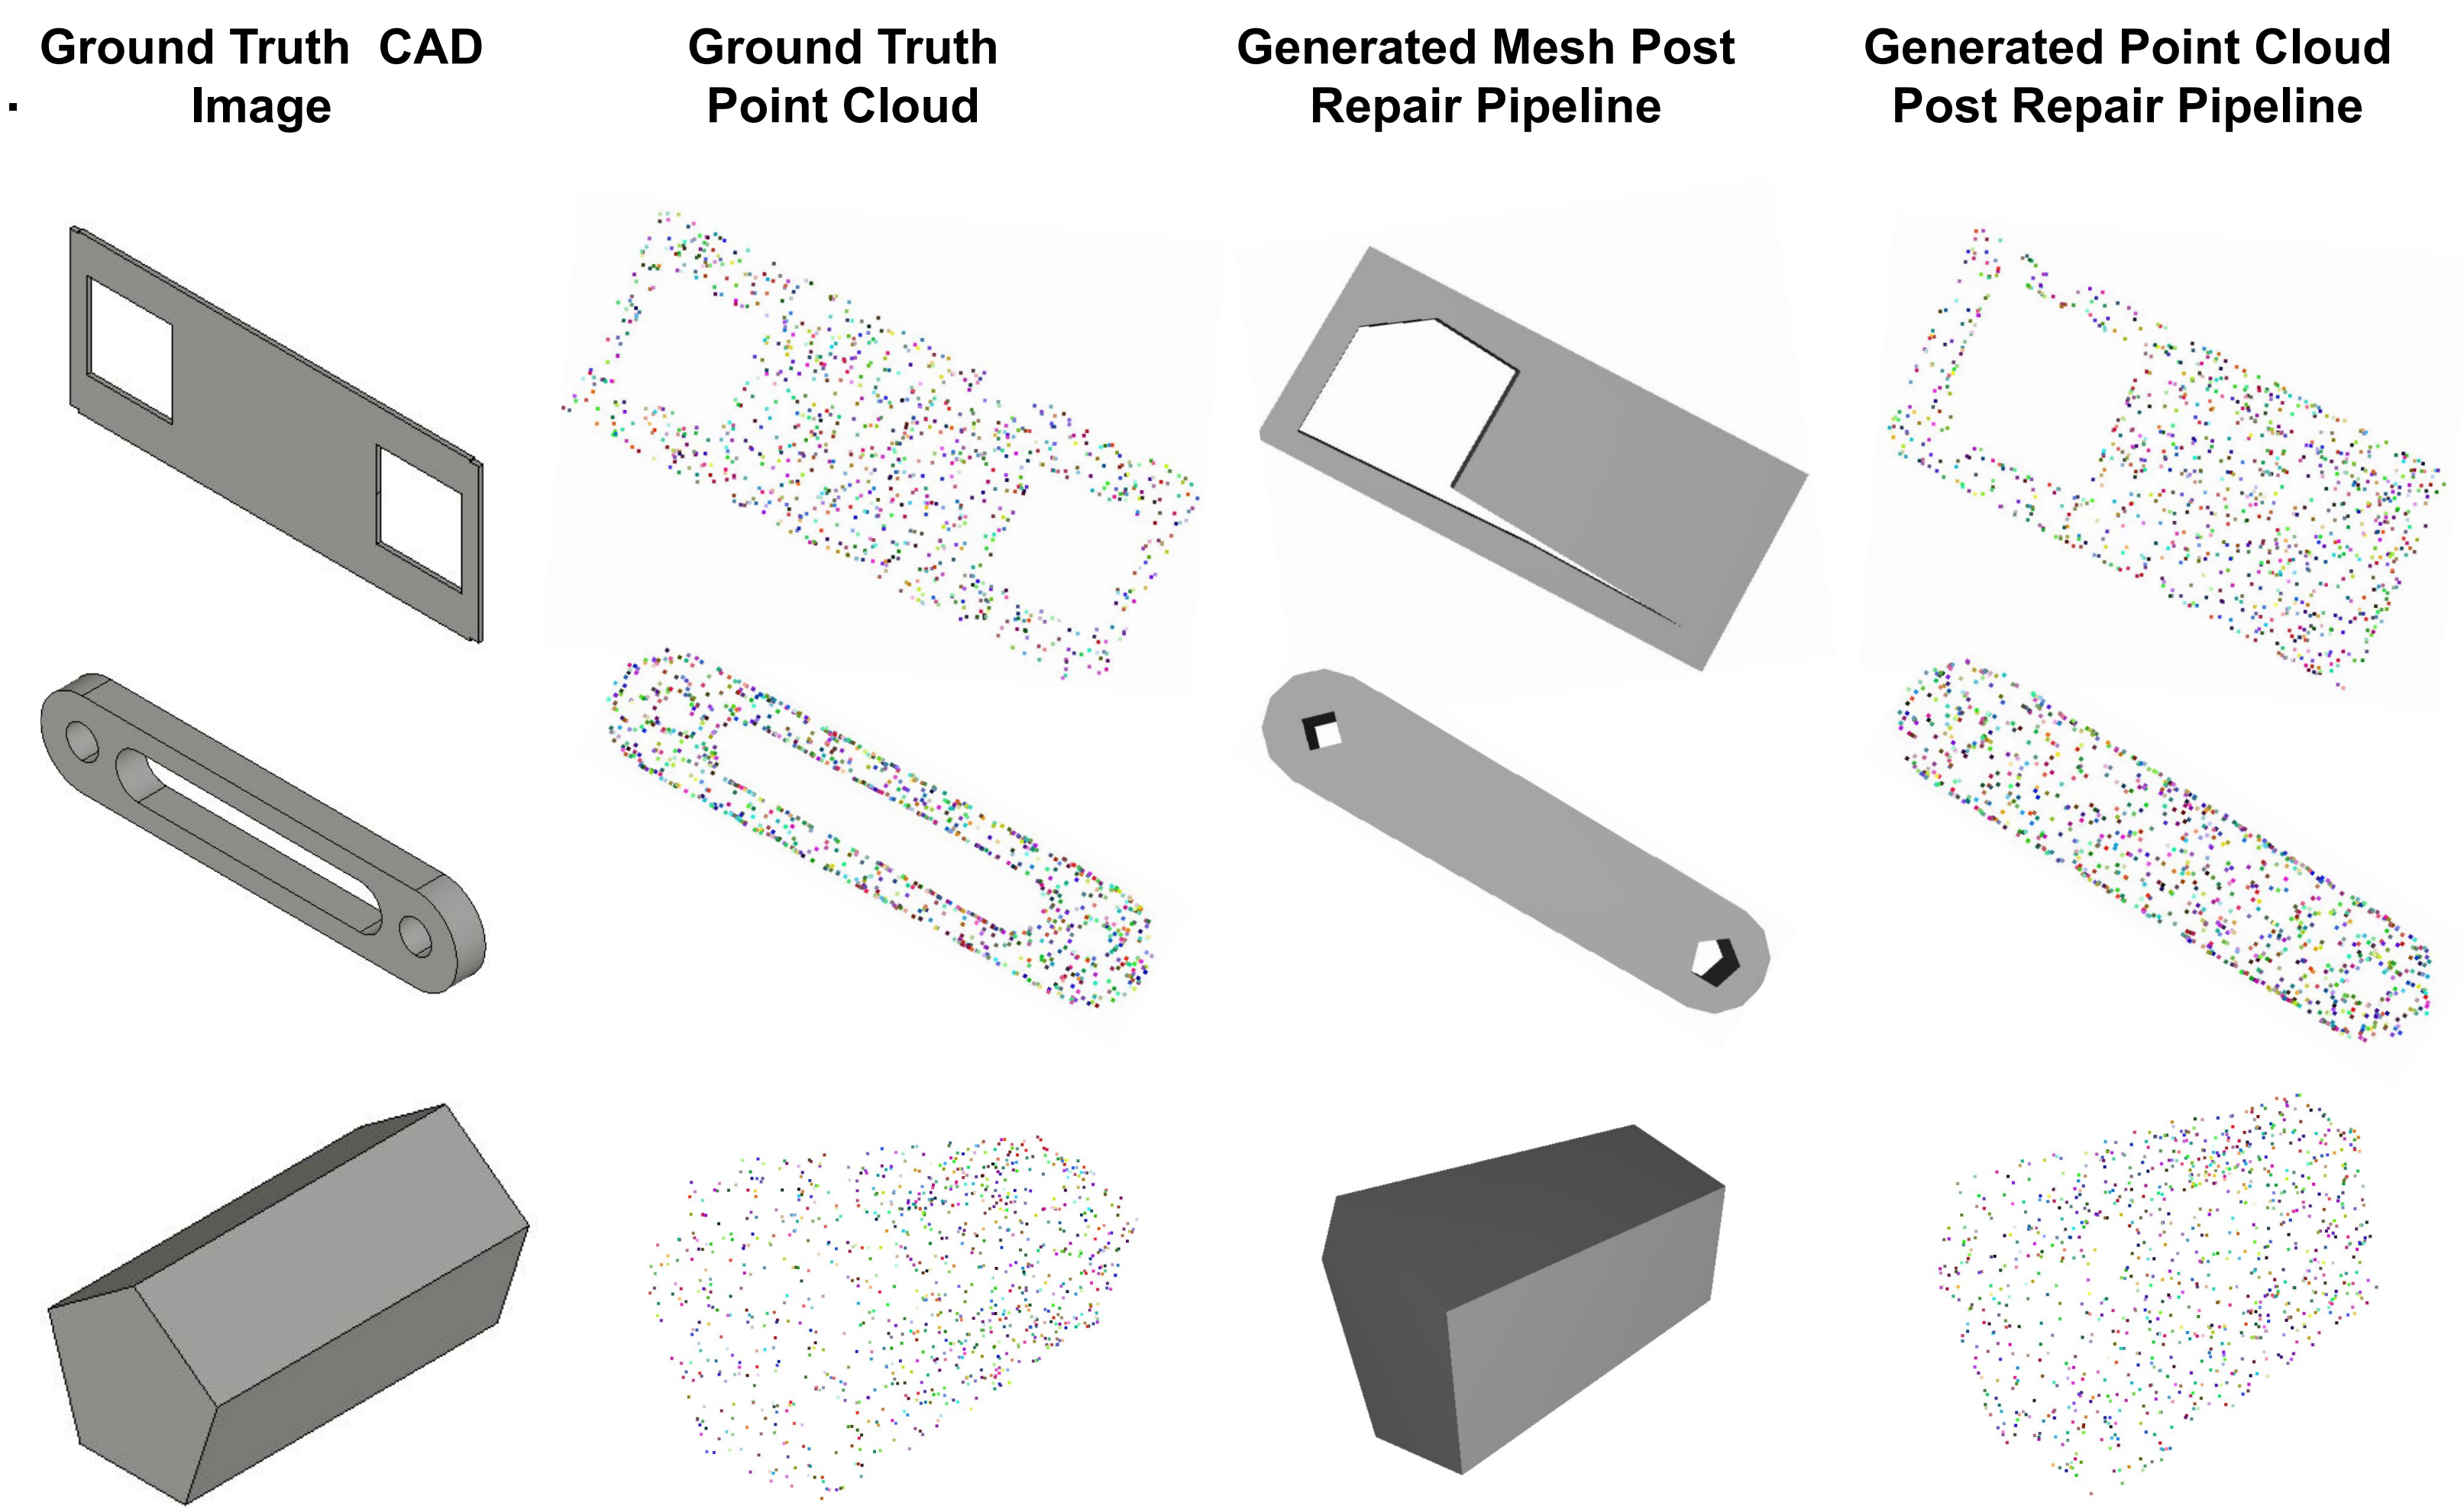 Ground Truth CAD
Image
Ground Truth
Point Cloud
Generated Mesh Post
Repair Pipeline
Generated Point Cloud
Post Repair Pipeline